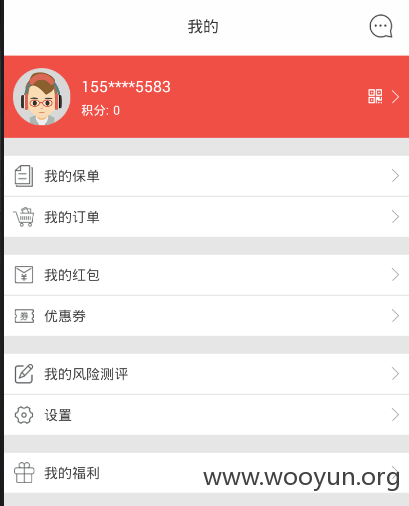 我的
155****5583
积分: 0
我的保单
我的订单
我的红包
券
优惠券
我的风险测评
设置
我的福利
www.wooyun.org